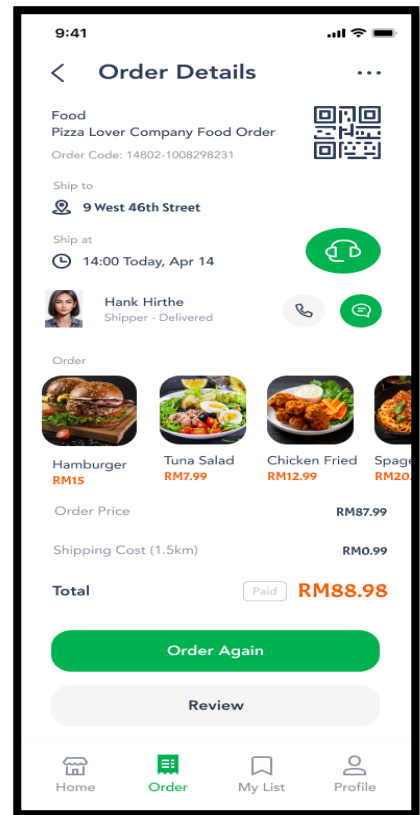 9:41
Order Details
Food
Pizza Lover Company Food Order
Order Code: 14802-1008298231
Ship to
9 West 46th Street
Ship at
14:00 Today, Apr 14
Hank Hirthe
Shipper - Delivered
Order
Hamburger Tuna Salad Chicken Fried Spage
RM15 RM7.99 RM12.99 RM20.
Order Price RM87.99
Shipping Cost (1.5km) RM0.99
Total Paid RM88.98
Order Again
Review
Home Order My List Profile